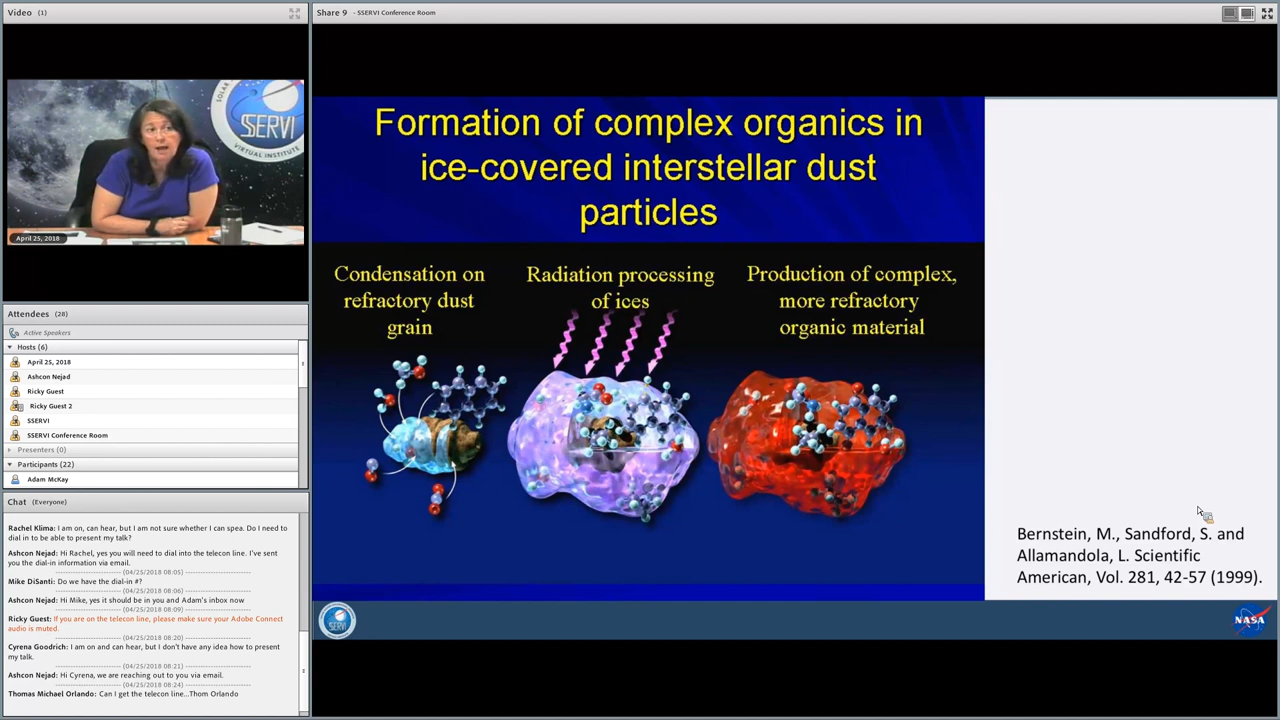 Video (1)
SOLAR
SSERVI
VIRTUAL INSTITUTE
April 25, 2018
Attendees (28)
Active Speakers
Hosts (6)
April 25, 2018
Ashcon Nejad
Ricky Guest
Ricky Guest 2
SSERVI
SSERVI Conference Room
Presenters (0)
Participants (22)
Adam McKay
Chat (Everyone)
Rachel Klima: I am on, can hear, but I am not sure whether I can spea. Do I need to
dial in to be able to present my talk?
Ashcon Nejad: Hi Rachel, yes you will need to dial into the telecon line. I've sent
you the dial-in information via email.
------------------ (04/25/2018 08:05) ------------------
Mike DiSanti: Do we have the dial-in #?
------------------ (04/25/2018 08:06) ------------------
Ashcon Nejad: Hi Mike, yes it should be in you and Adam's inbox now
------------------ (04/25/2018 08:09) ------------------
Ricky Guest: If you are on the telecon line, please make sure your Adobe Connect
audio is muted.
------------------ (04/25/2018 08:20) ------------------
Cyrena Goodrich: I am on and can hear, but I don't have any idea how to present
my talk.
------------------ (04/25/2018 08:21) ------------------
Ashcon Nejad: Hi Cyrena, we are reaching out to you via email.
------------------ (04/25/2018 08:24) ------------------
Thomas Michael Orlando: Can I get the telecon line...Thom Orlando
Share 9 - SSERVI Conference Room
Formation of complex organics in
ice-covered interstellar dust
particles
Condensation on
refractory dust
grain
Radiation processing
of ices
Production of complex,
more refractory
organic material
Bernstein, M., Sandford, S. and
Allamandola, L. Scientific
American, Vol. 281, 42-57 (1999).
SSERVI
NASA